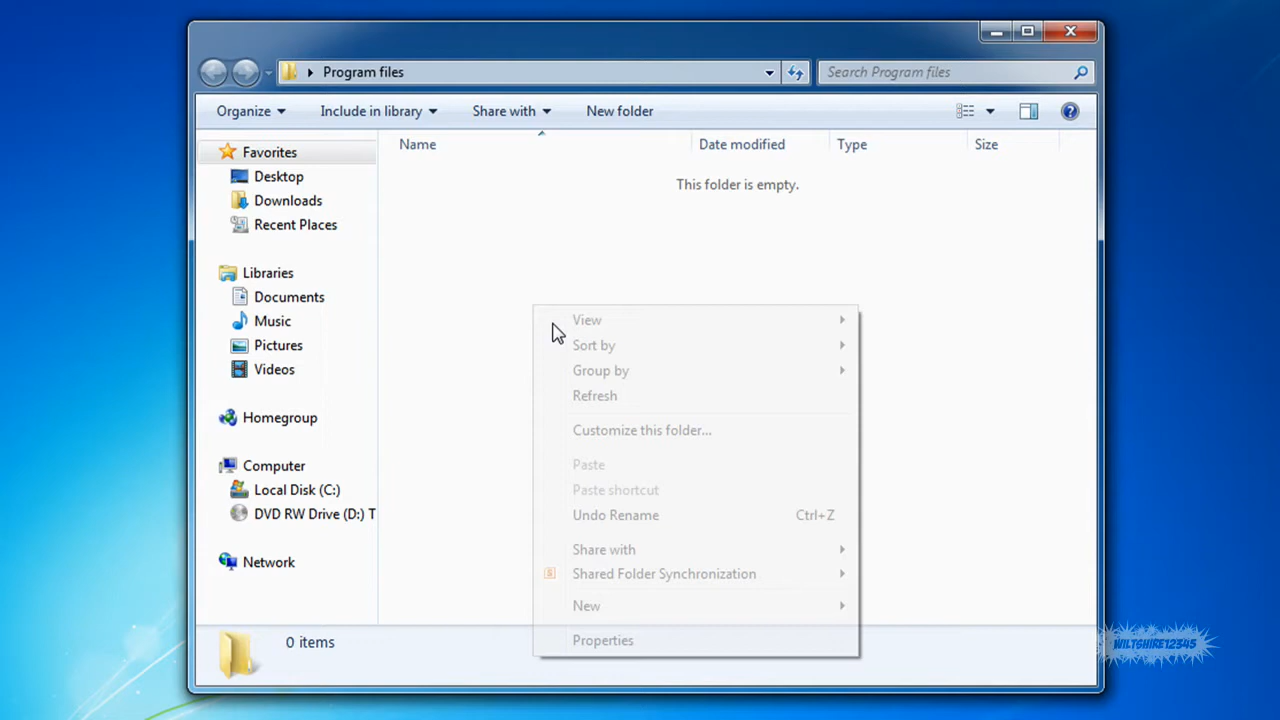 Program files
Search Program files
Organize
Include in library
Share with
New folder
Name
Date modified
Type
Size
This folder is empty.
Favorites
Desktop
Downloads
Recent Places
Libraries
Documents
Music
Pictures
Videos
Homegroup
Computer
Local Disk (C:)
DVD RW Drive (D:) T
Network
View
Sort by
Group by
Refresh
Customize this folder...
Paste
Paste shortcut
Undo Rename Ctrl+Z
Share with
S Shared Folder Synchronization
New
Properties
0 items
WILTSHIRE12345